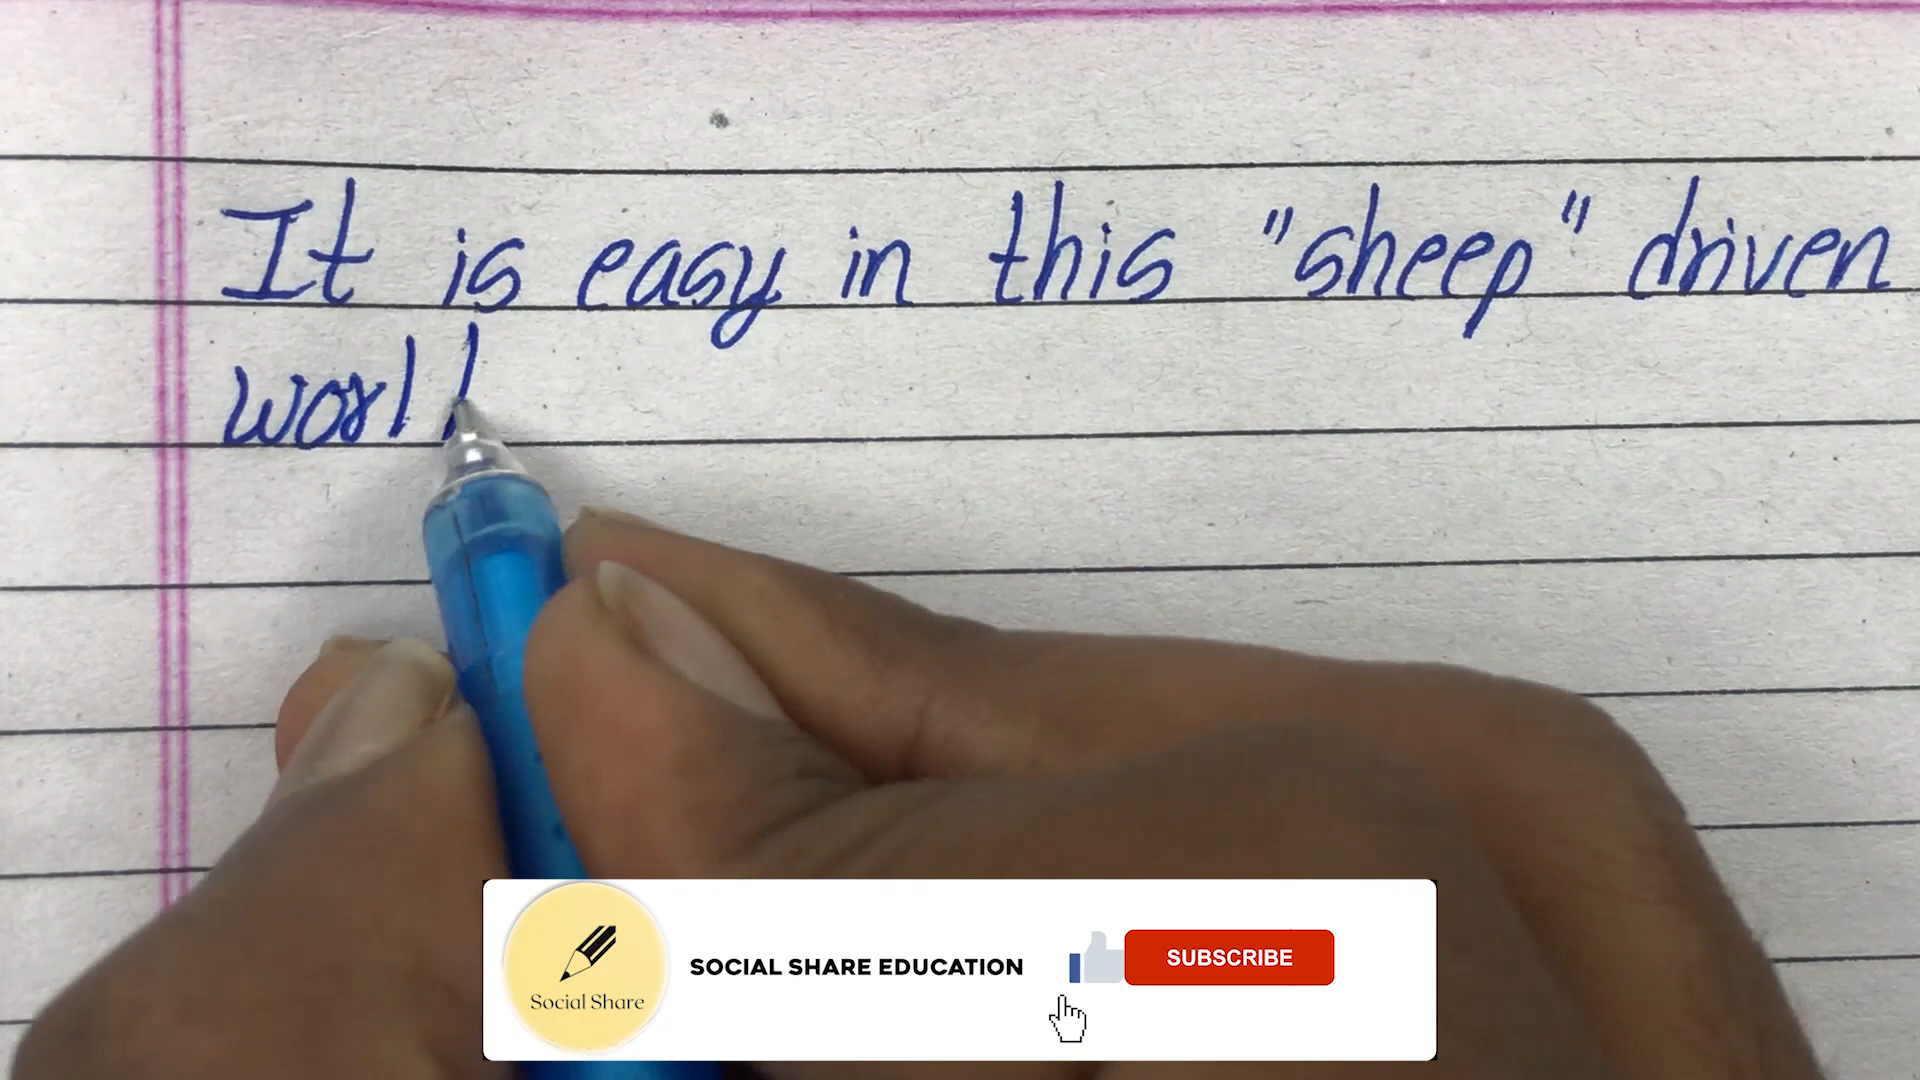 It is easy in this "sheep" driven
worl
Social Share
SOCIAL SHARE EDUCATION
SUBSCRIBE